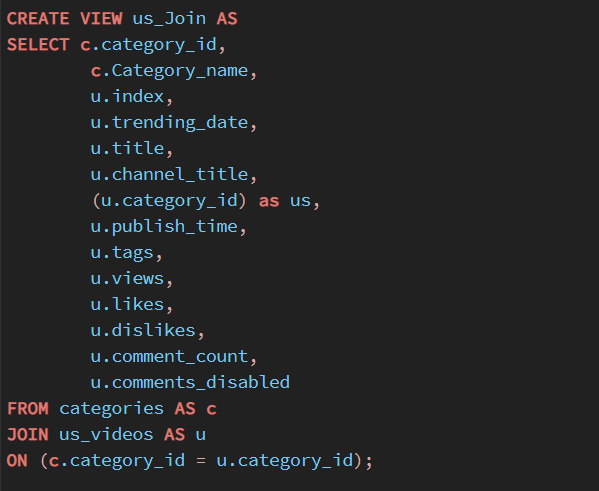 CREATE VIEW us_Join AS
SELECT c.category_id,
c.Category_name,
u.index,
u.trending_date,
u.title,
u.channel_title,
(u.category_id) as us,
u.publish_time,
u.tags,
u.views,
u.likes,
u.dislikes,
u.comment_count,
u.comments_disabled
FROM categories AS c
JOIN us_videos AS u
ON (c.category_id = u.category_id);